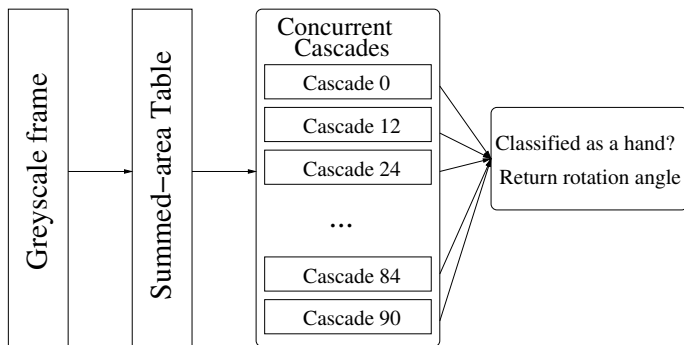 Greyscale frame
Summed-area Table
Concurrent
Cascades
Cascade 0
Cascade 12
Cascade 24
...
Cascade 84
Cascade 90
Classified as a hand?
Return rotation angle